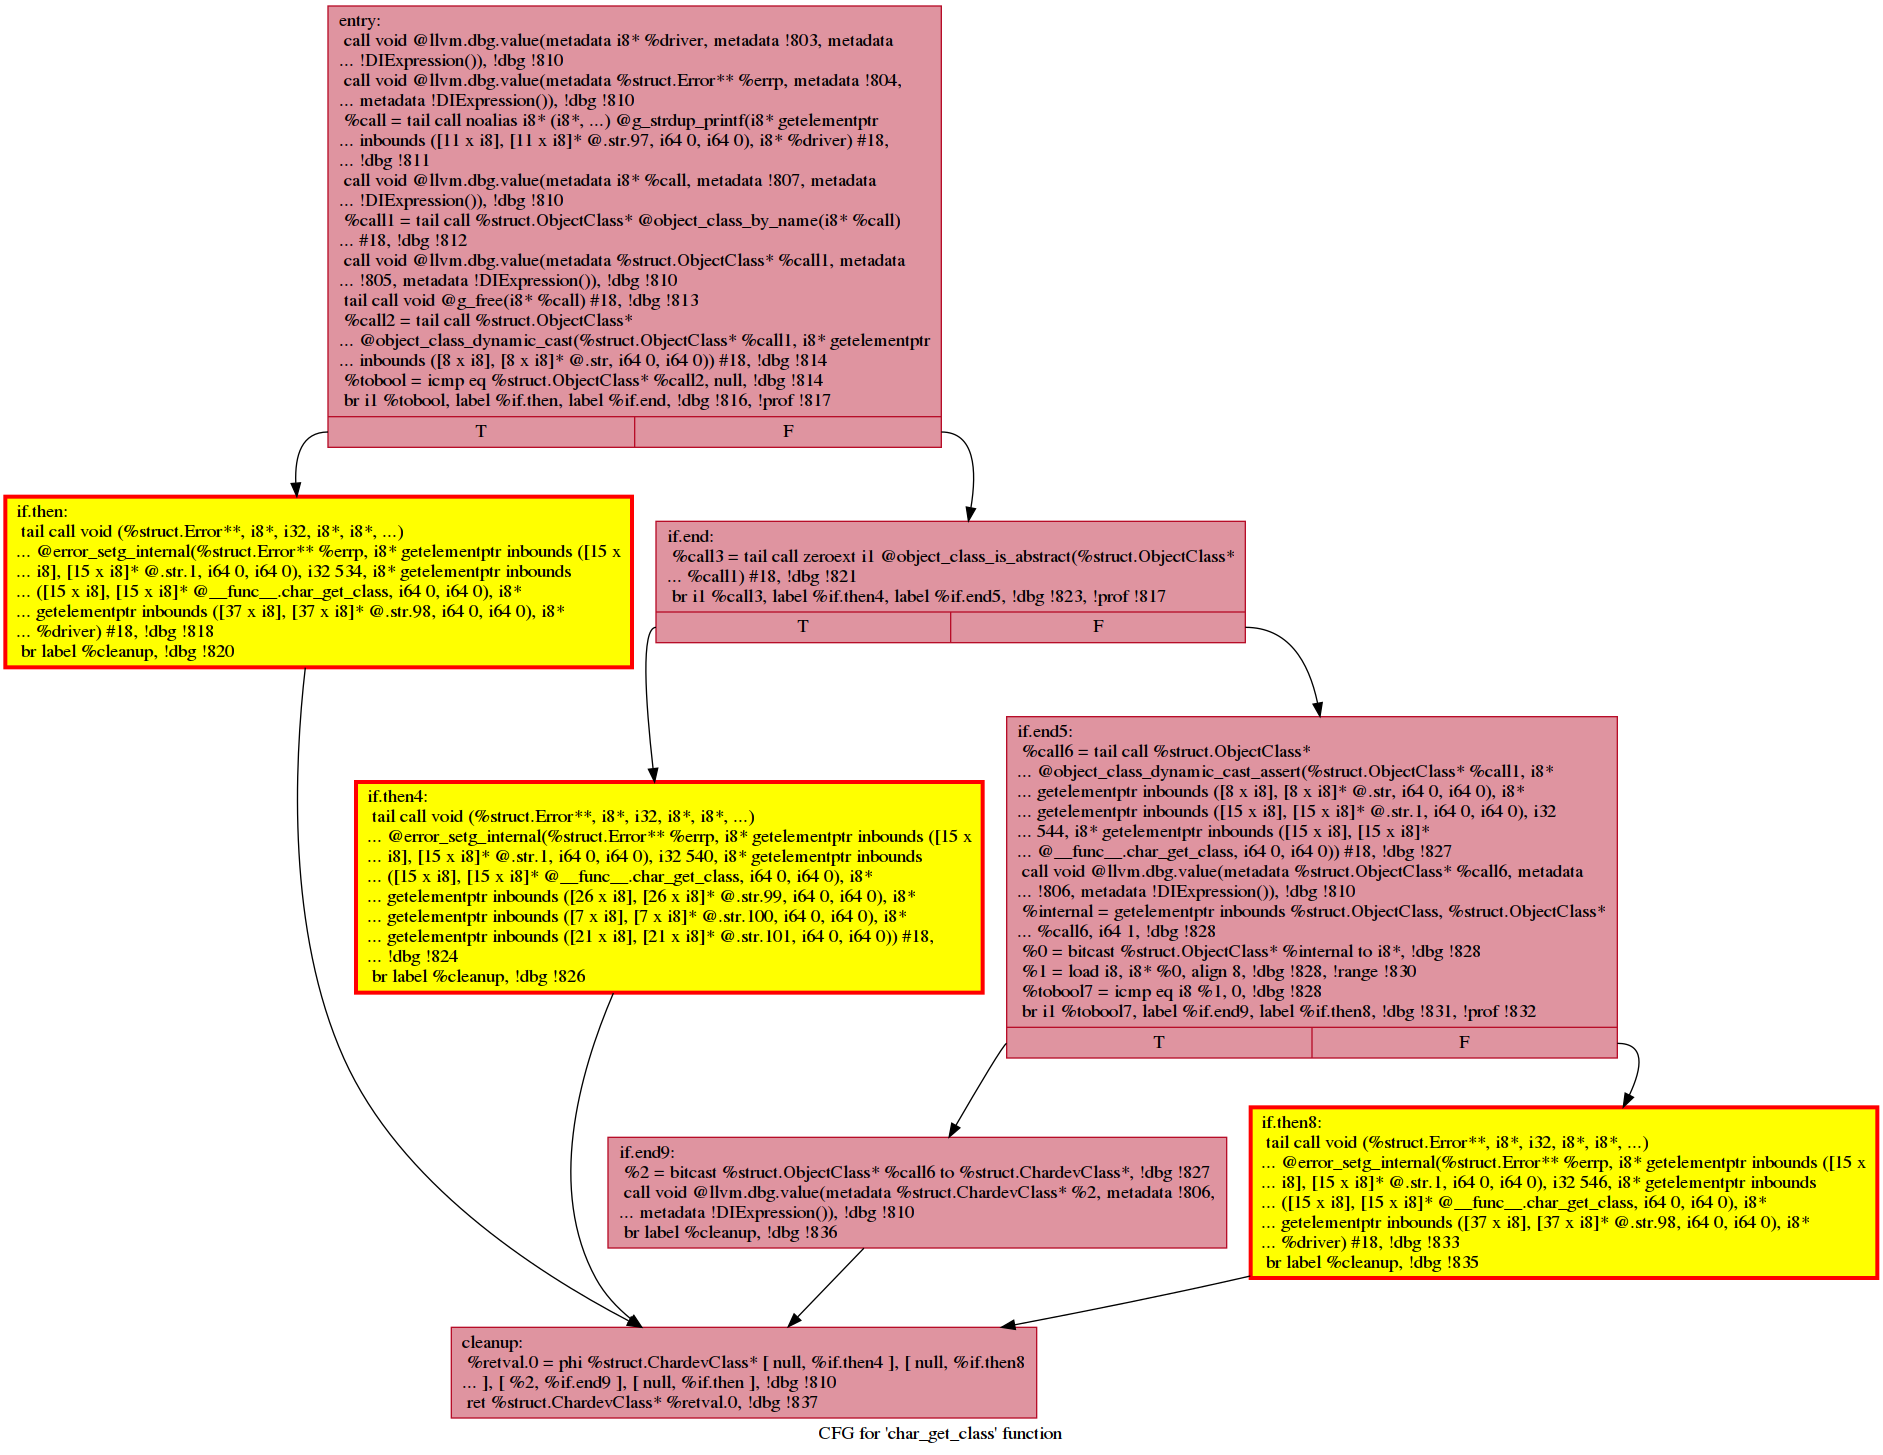 entry:
call void @llvm.dbg.value(metadata i8* %driver, metadata !803, metadata
... !DIExpression()), !dbg !810
call void @llvm.dbg.value(metadata %struct.Error** %errp, metadata !804,
... metadata !DIExpression()), !dbg !810
%call = tail call noalias i8* (i8*, ...) @g_strdup_printf(i8* getelementptr
... inbounds ([11 x i8], [11 x i8]* @.str.97, i64 0, i64 0), i8* %driver) #18,
... !dbg !811
call void @llvm.dbg.value(metadata i8* %call, metadata !807, metadata
... !DIExpression()), !dbg !810
%call1 = tail call %struct.ObjectClass* @object_class_by_name(i8* %call)
... #18, !dbg !812
call void @llvm.dbg.value(metadata %struct.ObjectClass* %call1, metadata
... !805, metadata !DIExpression()), !dbg !810
tail call void @g_free(i8* %call) #18, !dbg !813
%call2 = tail call %struct.ObjectClass*
... @object_class_dynamic_cast(%struct.ObjectClass* %call1, i8* getelementptr
... inbounds ([8 x i8], [8 x i8]* @.str, i64 0, i64 0)) #18, !dbg !814
%tobool = icmp eq %struct.ObjectClass* %call2, null, !dbg !814
br i1 %tobool, label %if.then, label %if.end, !dbg !816, !prof !817
T F
if.then:
tail call void (%struct.Error**, i8*, i32, i8*, i8*, ...)
... @error_setg_internal(%struct.Error** %errp, i8* getelementptr inbounds ([15 x
... i8], [15 x i8]* @.str.1, i64 0, i64 0), i32 534, i8* getelementptr inbounds
... ([15 x i8], [15 x i8]* @__func__.char_get_class, i64 0, i64 0), i8*
... getelementptr inbounds ([37 x i8], [37 x i8]* @.str.98, i64 0, i64 0), i8*
... %driver) #18, !dbg !818
br label %cleanup, !dbg !820
if.end:
%call3 = tail call zeroext i1 @object_class_is_abstract(%struct.ObjectClass*
... %call1) #18, !dbg !821
br i1 %call3, label %if.then4, label %if.end5, !dbg !823, !prof !817
T F
if.then4:
tail call void (%struct.Error**, i8*, i32, i8*, i8*, ...)
... @error_setg_internal(%struct.Error** %errp, i8* getelementptr inbounds ([15 x
... i8], [15 x i8]* @.str.1, i64 0, i64 0), i32 540, i8* getelementptr inbounds
... ([15 x i8], [15 x i8]* @__func__.char_get_class, i64 0, i64 0), i8*
... getelementptr inbounds ([26 x i8], [26 x i8]* @.str.99, i64 0, i64 0), i8*
... getelementptr inbounds ([7 x i8], [7 x i8]* @.str.100, i64 0, i64 0), i8*
... getelementptr inbounds ([21 x i8], [21 x i8]* @.str.101, i64 0, i64 0)) #18,
... !dbg !824
br label %cleanup, !dbg !826
if.end5:
%call6 = tail call %struct.ObjectClass*
... @object_class_dynamic_cast_assert(%struct.ObjectClass* %call1, i8*
... getelementptr inbounds ([8 x i8], [8 x i8]* @.str, i64 0, i64 0), i8*
... getelementptr inbounds ([15 x i8], [15 x i8]* @.str.1, i64 0, i64 0), i32
... 544, i8* getelementptr inbounds ([15 x i8], [15 x i8]*
... @__func__.char_get_class, i64 0, i64 0)) #18, !dbg !827
call void @llvm.dbg.value(metadata %struct.ObjectClass* %call6, metadata
... !806, metadata !DIExpression()), !dbg !810
%internal = getelementptr inbounds %struct.ObjectClass, %struct.ObjectClass*
... %call6, i64 1, !dbg !828
%0 = bitcast %struct.ObjectClass* %internal to i8*, !dbg !828
%1 = load i8, i8* %0, align 8, !dbg !828, !range !830
%tobool7 = icmp eq i8 %1, 0, !dbg !828
br i1 %tobool7, label %if.end9, label %if.then8, !dbg !831, !prof !832
T F
if.end9:
%2 = bitcast %struct.ObjectClass* %call6 to %struct.ChardevClass*, !dbg !827
call void @llvm.dbg.value(metadata %struct.ChardevClass* %2, metadata !806,
... metadata !DIExpression()), !dbg !810
br label %cleanup, !dbg !836
if.then8:
tail call void (%struct.Error**, i8*, i32, i8*, i8*, ...)
... @error_setg_internal(%struct.Error** %errp, i8* getelementptr inbounds ([15 x
... i8], [15 x i8]* @.str.1, i64 0, i64 0), i32 546, i8* getelementptr inbounds
... ([15 x i8], [15 x i8]* @__func__.char_get_class, i64 0, i64 0), i8*
... getelementptr inbounds ([37 x i8], [37 x i8]* @.str.98, i64 0, i64 0), i8*
... %driver) #18, !dbg !833
br label %cleanup, !dbg !835
cleanup:
%retval.0 = phi %struct.ChardevClass* [ null, %if.then4 ], [ null, %if.then8
... ], [ %2, %if.end9 ], [ null, %if.then ], !dbg !810
ret %struct.ChardevClass* %retval.0, !dbg !837
CFG for 'char_get_class' function